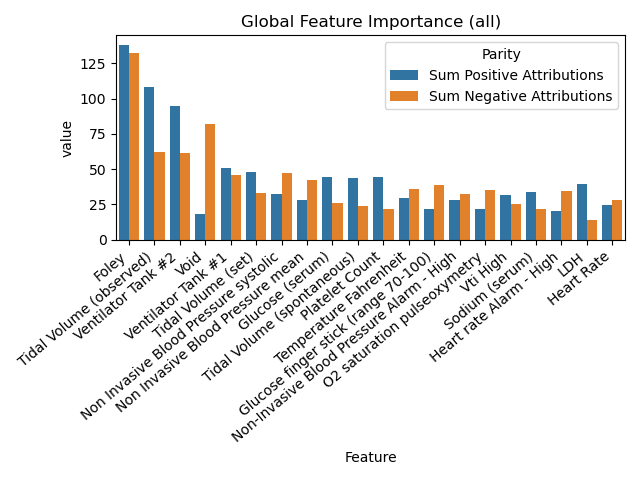 Global Feature Importance (all)
Parity
Sum Positive Attributions
Sum Negative Attributions
value
125
100
75
50
25
0
Foley
Tidal Volume (observed)
Ventilator Tank #2
Void
Ventilator Tank #1
Tidal Volume (set)
Non Invasive Blood Pressure systolic
Non Invasive Blood Pressure mean
Glucose (serum)
Tidal Volume (spontaneous)
Platelet Count
Temperature Fahrenheit
Glucose finger stick (range 70-100)
Non-Invasive Blood Pressure Alarm - High
O2 saturation pulseoxymetry
Vti High
Sodium (serum)
Heart rate Alarm - High
LDH
Heart Rate
Feature